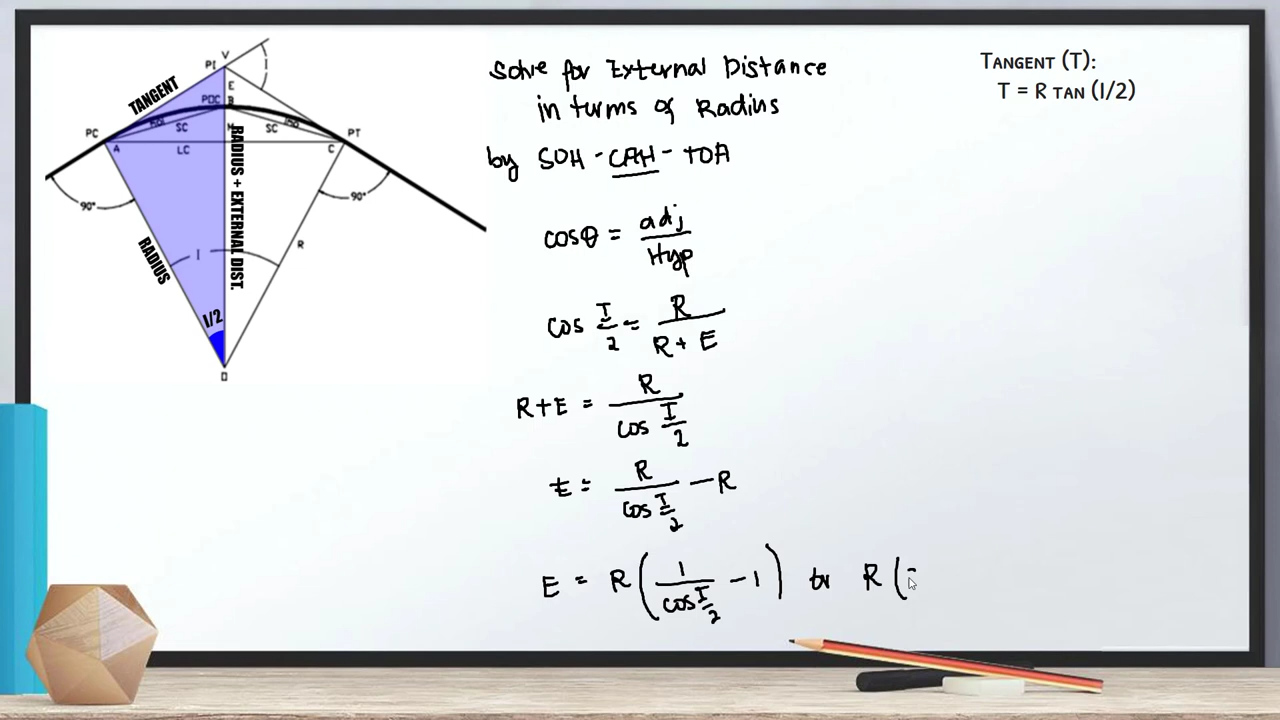 V
PI
I
E
TANGENT
POC
B
SC
M
SC
PC
PT
A
LC
C
90°
90°
RADIUS + EXTERNAL DIST.
R
RADIUS
I
I/2
O
Solve for External Distance
in terms of Radius
by SOH - CAH - TOA
cosθ = adj / Hyp
cos I/2 = R / R + E
R+E = R / cos I/2
E = R / cos I/2 - R
E = R ( 1 / cos I/2 - 1 ) or R (
TANGENT (T):
T = R TAN (I/2)